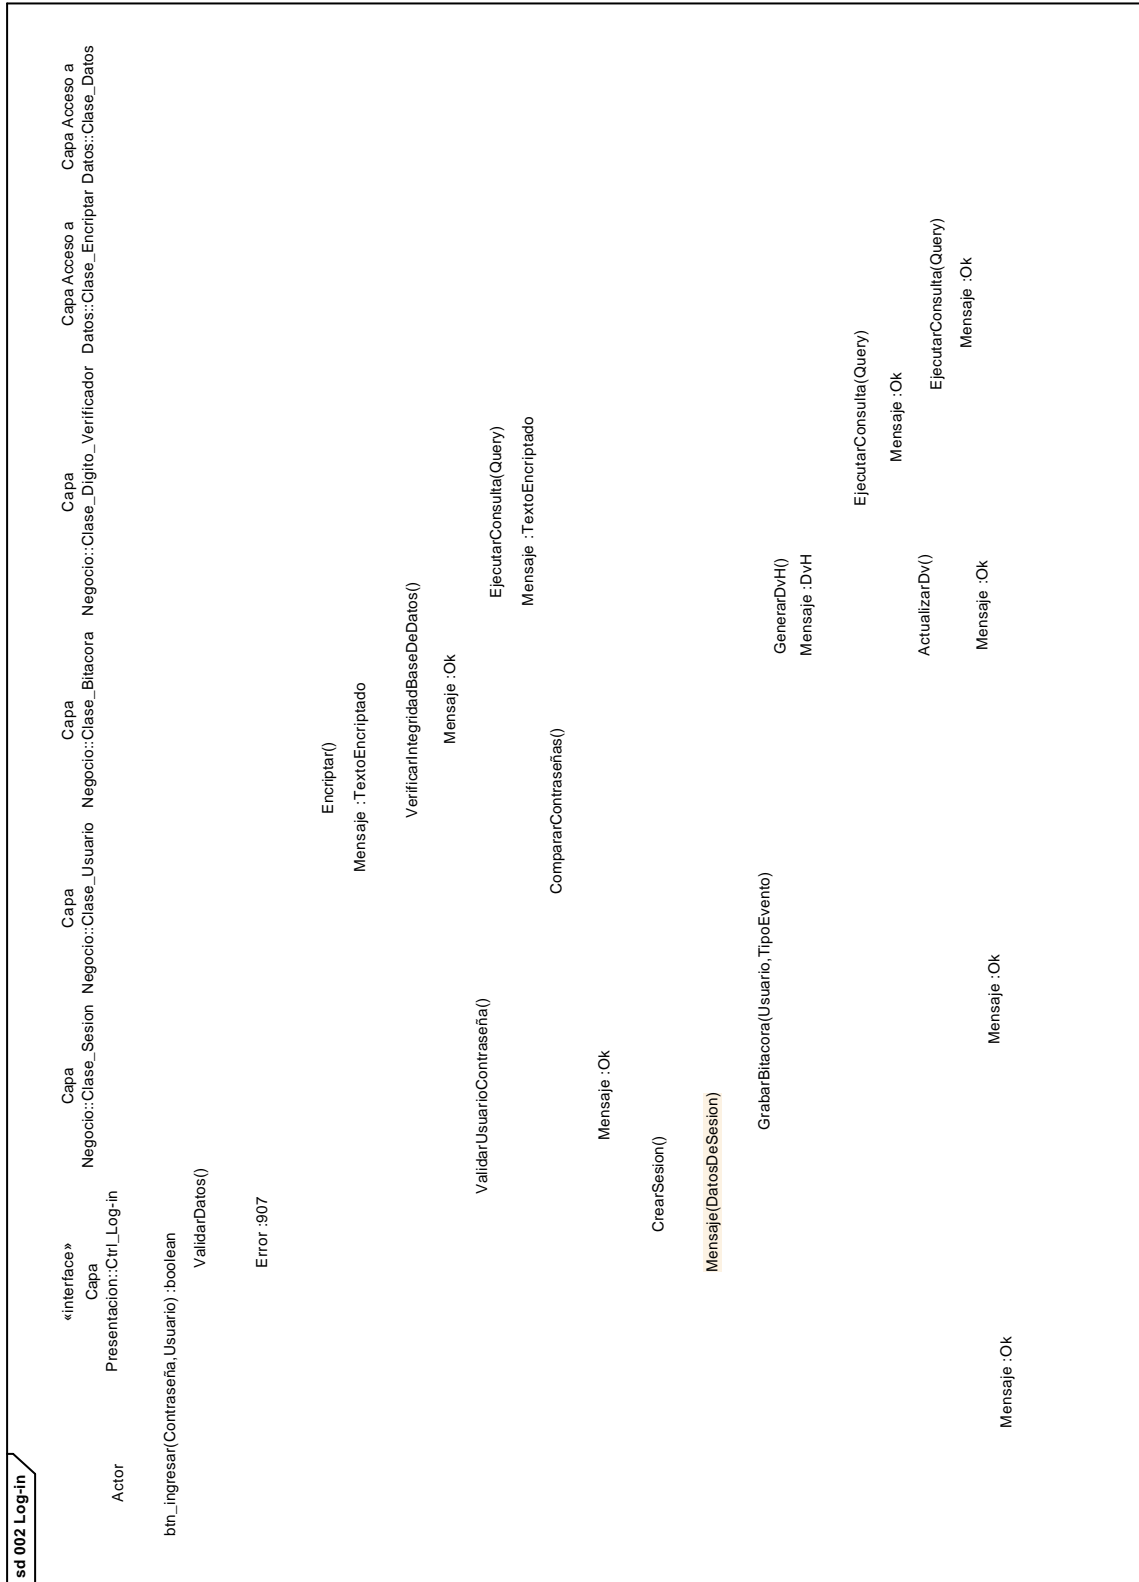 sd 002 Log-in
Actor
«interface»
Capa
Presentacion::Ctrl_Log-in
Capa
Negocio::Clase_Sesion
Capa
Negocio::Clase_Usuario
Capa
Negocio::Clase_Bitacora
Capa
Negocio::Clase_Digito_Verificador
Capa Acceso a
Datos::Clase_Encriptar
Capa Acceso a
Datos::Clase_Datos
btn_ingresar(Contraseña,Usuario) :boolean
ValidarDatos()
Error :907
Encriptar()
Mensaje :TextoEncriptado
VerificarIntegridadBaseDeDatos()
Mensaje :Ok
ValidarUsuarioContraseña()
EjecutarConsulta(Query)
Mensaje :TextoEncriptado
CompararContraseñas()
Mensaje :Ok
CrearSesion()
Mensaje(DatosDeSesion)
GrabarBitacora(Usuario,TipoEvento)
GenerarDvH()
Mensaje :DvH
EjecutarConsulta(Query)
Mensaje :Ok
ActualizarDv()
EjecutarConsulta(Query)
Mensaje :Ok
Mensaje :Ok
Mensaje :Ok
Mensaje :Ok